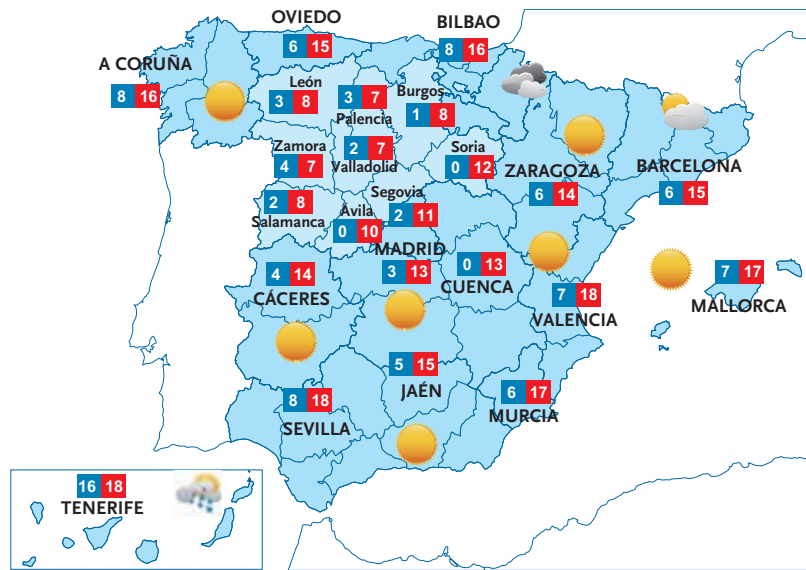 OVIEDO
6 15
BILBAO
8 16
A CORUÑA
8 16
León
3 8
3 7
Palencia
Burgos
1 8
Zamora
4 7
2 7
Valladolid
Soria
0 12
ZARAGOZA
6 14
BARCELONA
6 15
2 8
Salamanca
Ávila
0 10
Segovia
2 11
MADRID
3 13
0 13
CUENCA
4 14
CÁCERES
7 18
VALENCIA
7 17
MALLORCA
5 15
JAÉN
6 17
MURCIA
8 18
SEVILLA
16 18
TENERIFE